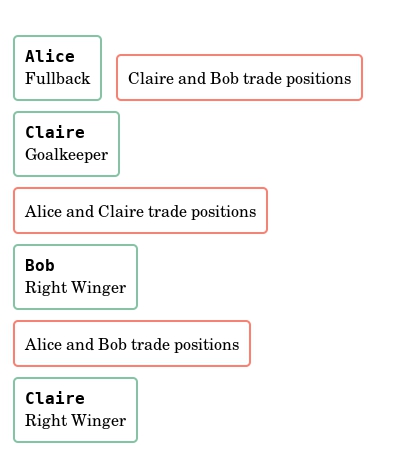 Alice
Fullback
Claire and Bob trade positions
Claire
Goalkeeper
Alice and Claire trade positions
Bob
Right Winger
Alice and Bob trade positions
Claire
Right Winger